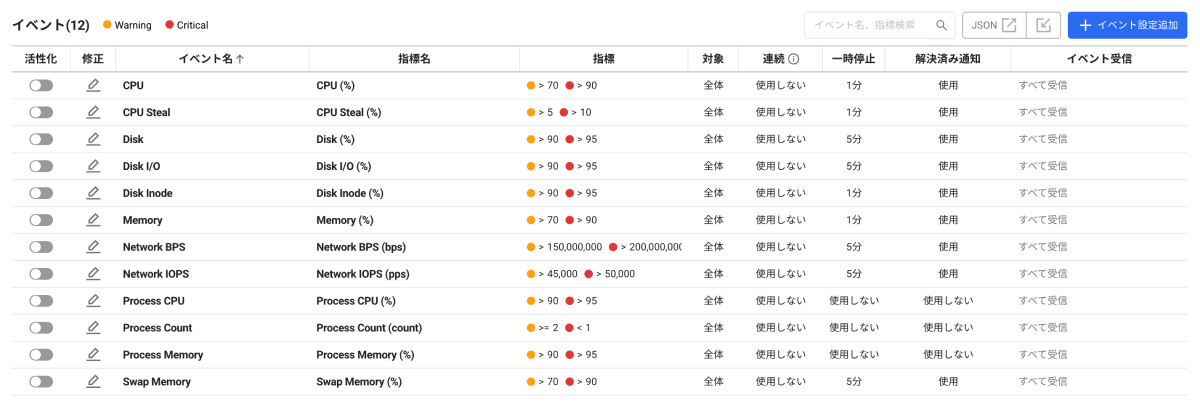 イベント(12) Warning Critical イベント名、指標検索 JSON イベント設定追加
活性化 修正 イベント名 指標名 指標 対象 連続 一時停止 解決済み通知 イベント受信
CPU CPU (%) > 70 > 90 全体 使用しない 1分 使用 すべて受信
CPU Steal CPU Steal (%) > 5 > 10 全体 使用しない 1分 使用 すべて受信
Disk Disk (%) > 90 > 95 全体 使用しない 5分 使用 すべて受信
Disk I/O Disk I/O (%) > 90 > 95 全体 使用しない 5分 使用 すべて受信
Disk Inode Disk Inode (%) > 90 > 95 全体 使用しない 1分 使用 すべて受信
Memory Memory (%) > 70 > 90 全体 使用しない 1分 使用 すべて受信
Network BPS Network BPS (bps) > 150,000,000 > 200,000,000 全体 使用しない 5分 使用 すべて受信
Network IOPS Network IOPS (pps) > 45,000 > 50,000 全体 使用しない 5分 使用 すべて受信
Process CPU Process CPU (%) > 90 > 95 全体 使用しない 使用しない 使用しない すべて受信
Process Count Process Count (count) >= 2 < 1 全体 使用しない 使用しない 使用しない すべて受信
Process Memory Process Memory (%) > 90 > 95 全体 使用しない 使用しない 使用しない すべて受信
Swap Memory Swap Memory (%) > 70 > 90 全体 使用しない 5分 使用 すべて受信